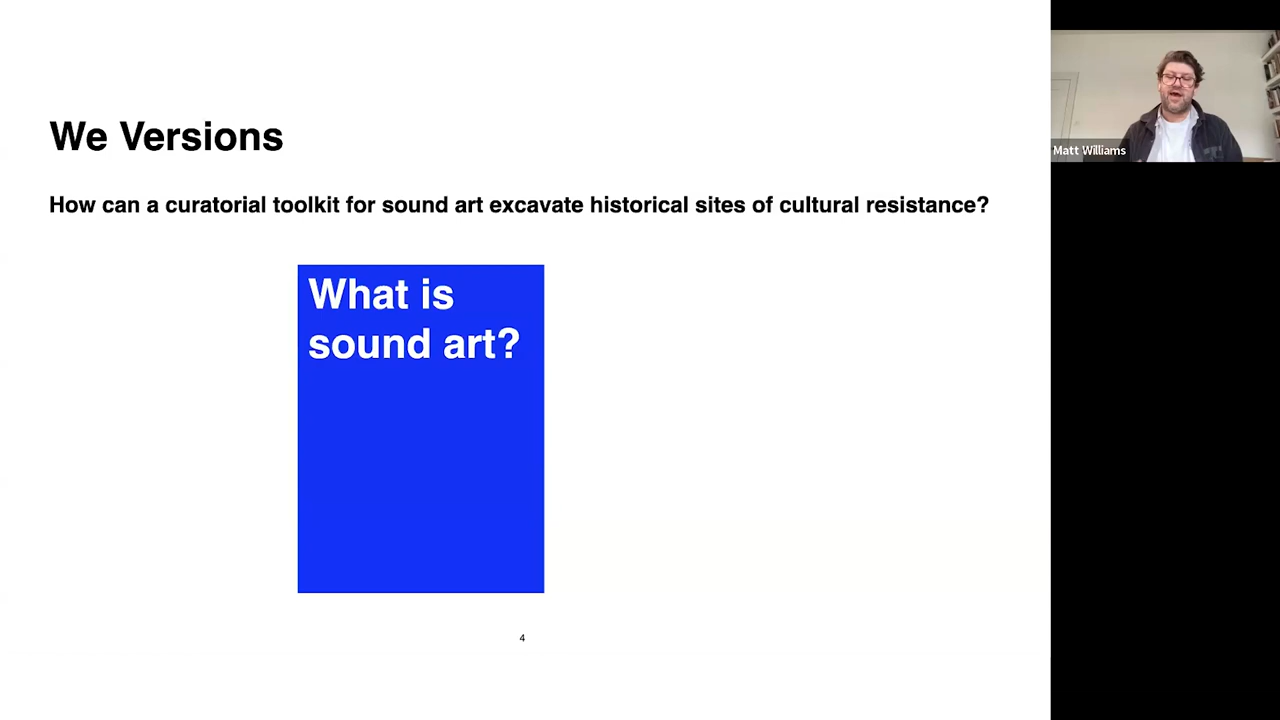 We Versions
How can a curatorial toolkit for sound art excavate historical sites of cultural resistance?
What is
sound art?
4
Matt Williams